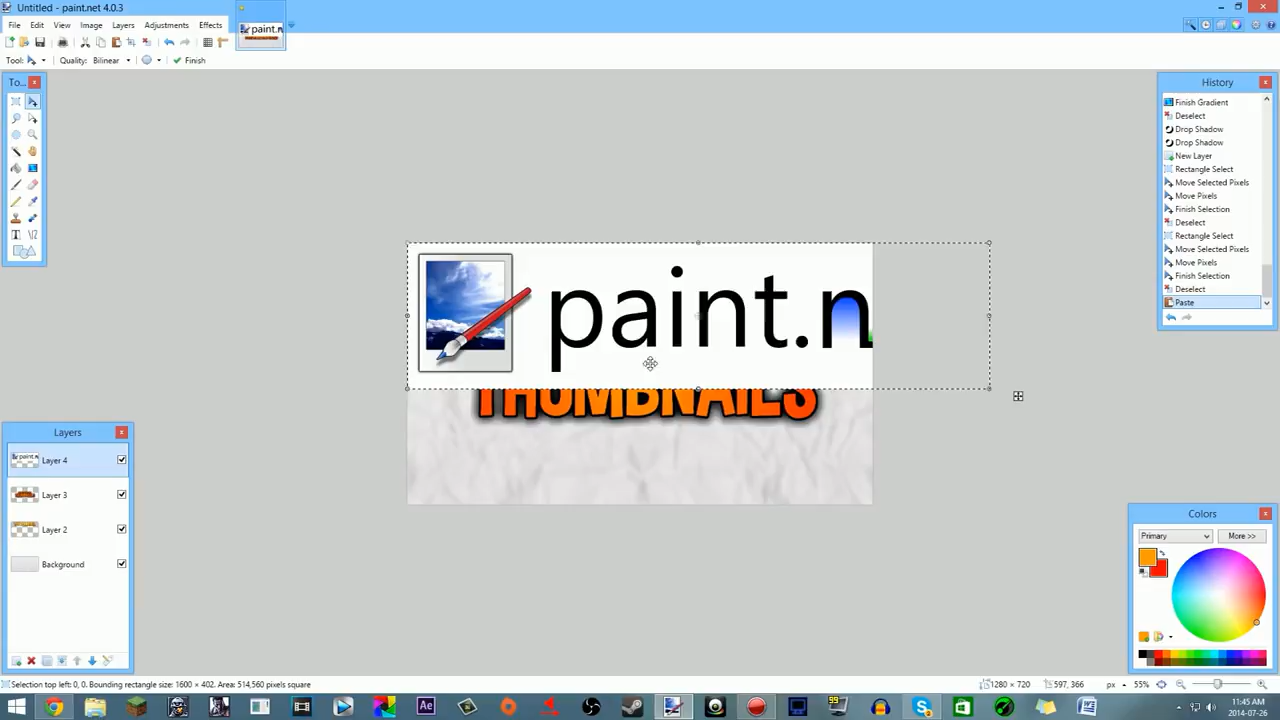 Untitled - paint.net 4.0.3
File Edit View Image Layers Adjustments Effects
Tool: Quality: Bilinear Finish
To...
paint.n
THUMBNAILS
History
Finish Gradient
Deselect
Drop Shadow
Drop Shadow
New Layer
Rectangle Select
Move Selected Pixels
Move Pixels
Finish Selection
Deselect
Rectangle Select
Move Selected Pixels
Move Pixels
Finish Selection
Deselect
Paste
Layers
Layer 4
Layer 3
Layer 2
Background
Colors
Primary More >>
Selection top left: 0, 0. Bounding rectangle size: 1600 × 402. Area: 514,560 pixels square
1280 × 720 597, 366 px 55%
Ae
99
11:45 AM
2014-07-26